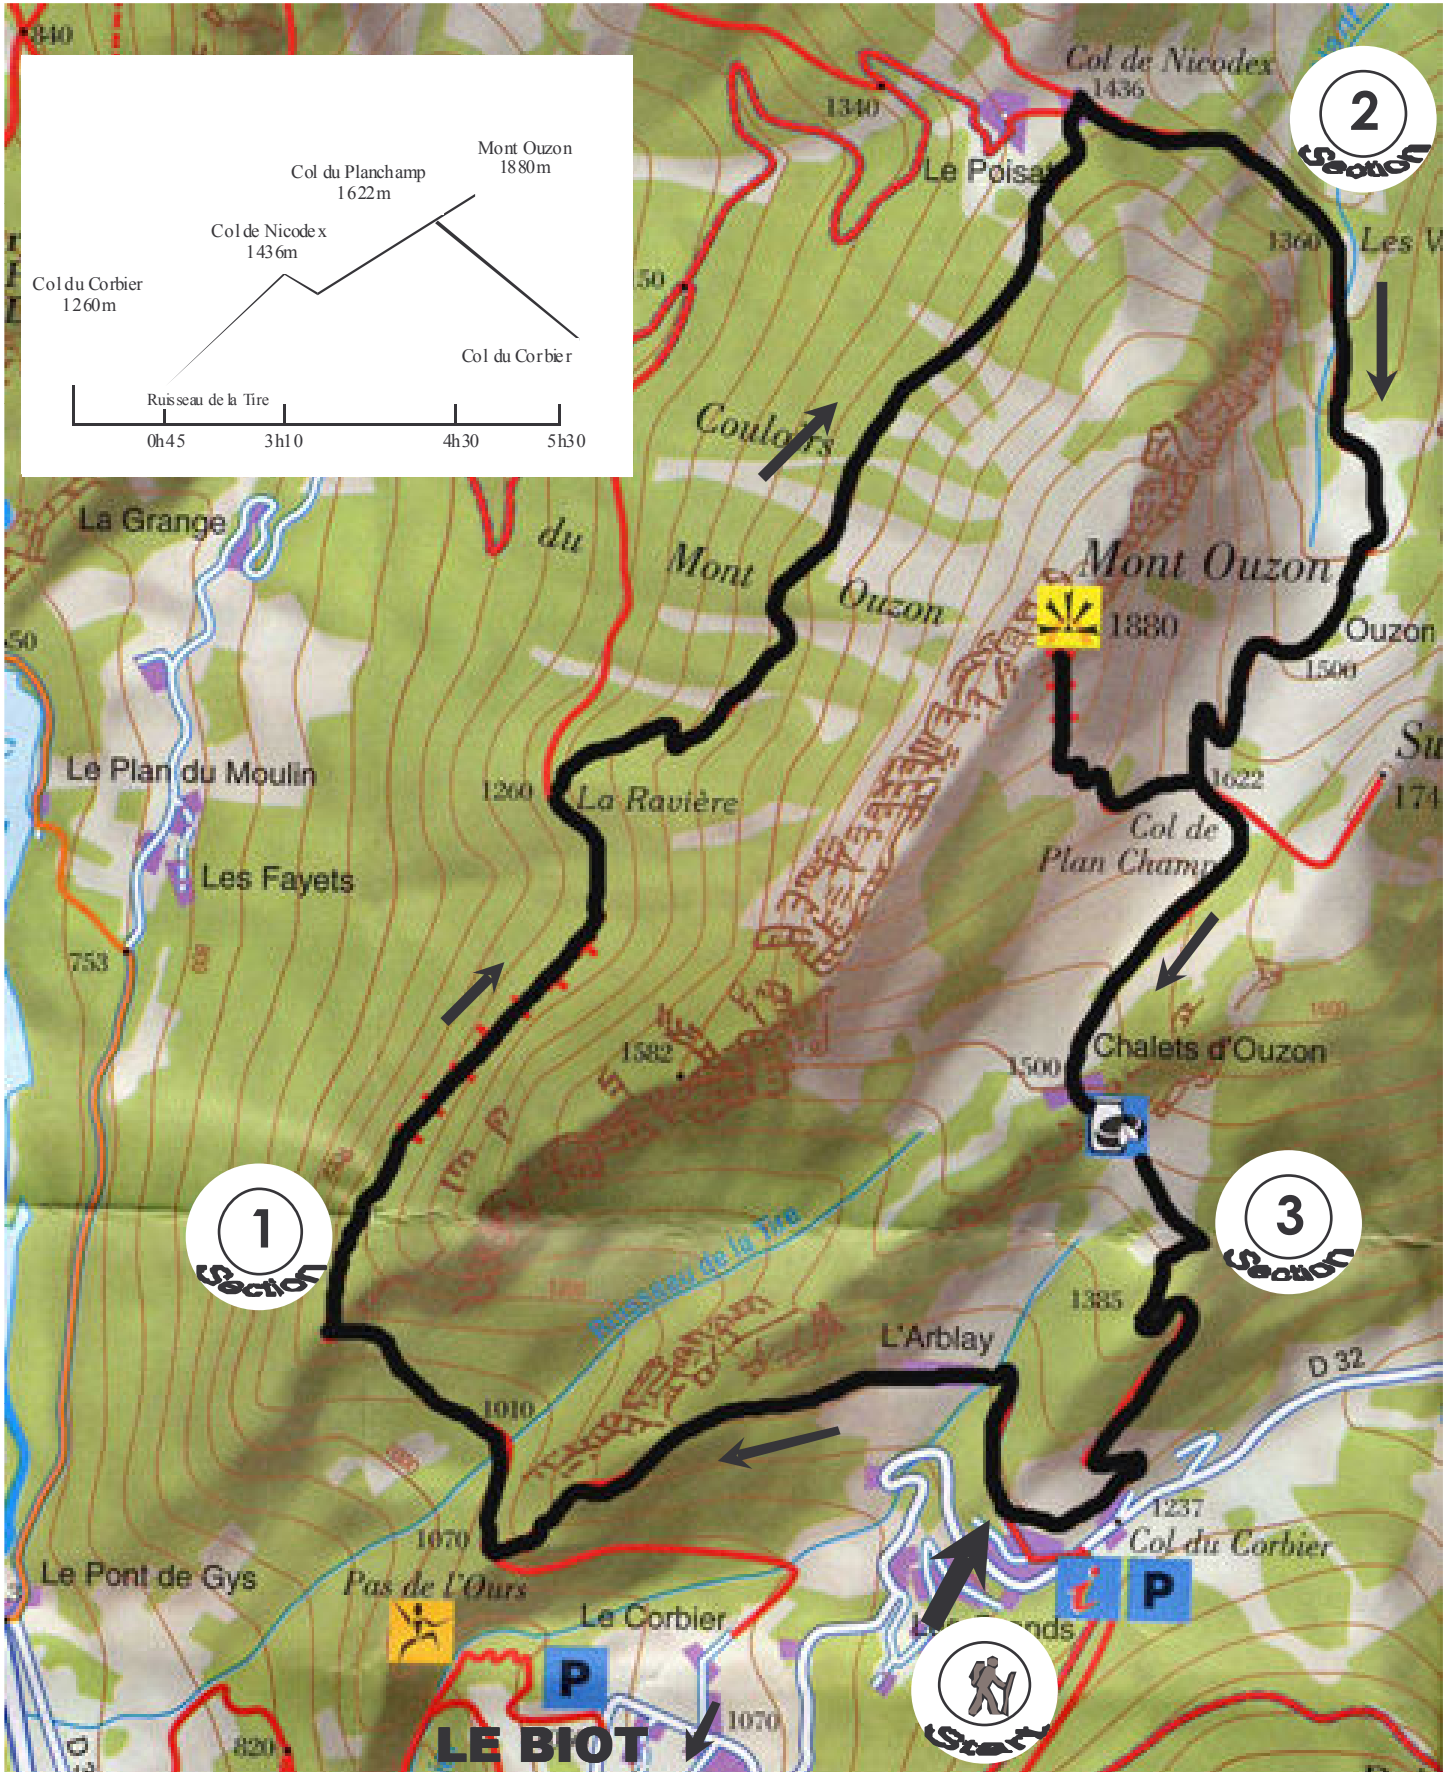 840
Col de Nicodex
1436
2
Section
1340
Le Poisat
Mont Ouzon
1880m
Col du Planchamp
1622m
Col de Nicodex
1436m
Col du Corbier
1260m
Col du Corbier
Ruisseau de la Tire
0h45
3h10
4h30
5h30
1360
Les V
50
Couloirs
La Grange
du
Mont
Ouzon
Mont Ouzon
1880
50
Ouzon
1500
Le Plan du Moulin
1260
La Ravière
1622
Su
174
Col de
Plan Champ
Les Fayets
753
1582
1500
Chalets d'Ouzon
1
Section
3
Section
Ruisseau de la Tire
1385
L'Arblay
D 32
1010
1070
1237
Col du Corbier
Le Pont de Gys
Pas de l'Ours
i
P
Le Corbier
P
LE BIOT
1070
820
D
Start